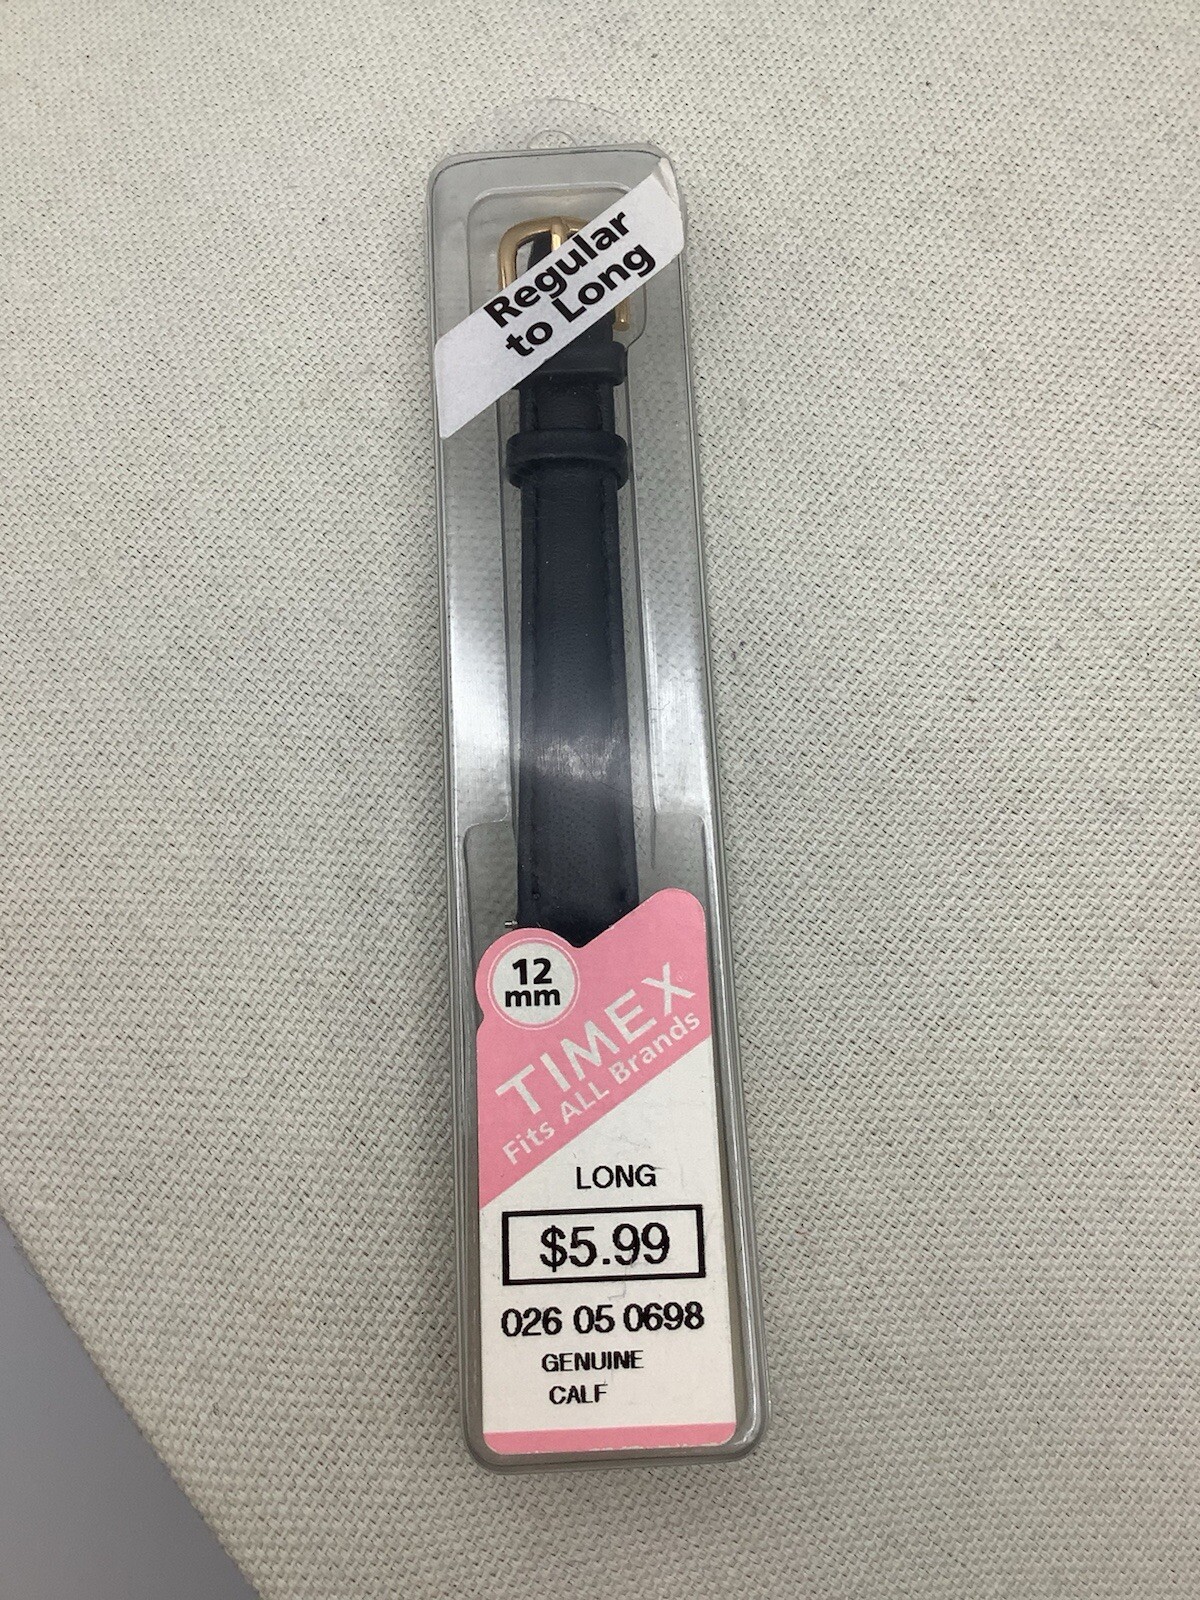 Regular
to Long
12
mm
TIMEX
Fits ALL Brands
LONG
$5.99
026 05 0698
GENUINE
CALF